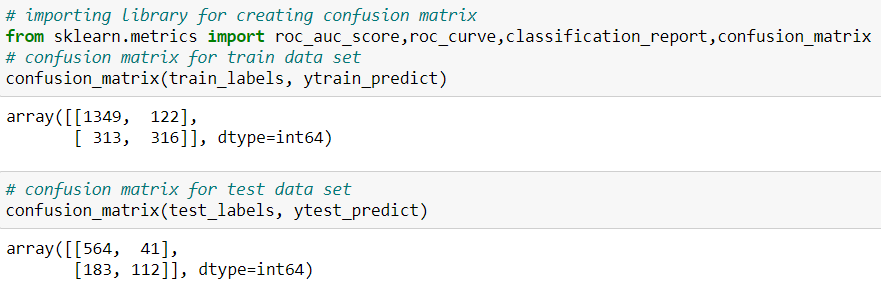 # importing library for creating confusion matrix
from sklearn.metrics import roc_auc_score,roc_curve,classification_report,confusion_matrix
# confusion matrix for train data set
confusion_matrix(train_labels, ytrain_predict)
array([[1349,  122],
       [ 313,  316]], dtype=int64)
# confusion matrix for test data set
confusion_matrix(test_labels, ytest_predict)
array([[564,  41],
       [183, 112]], dtype=int64)